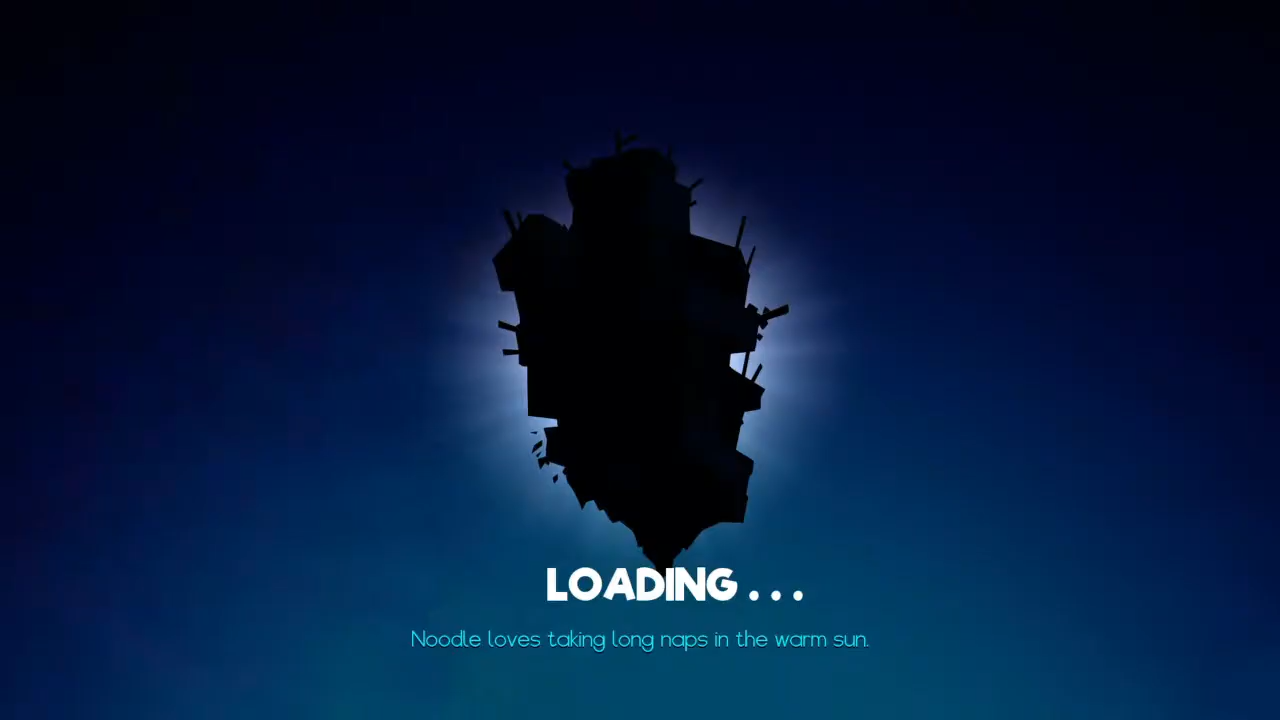 LOADING . . .
Noodle loves taking long naps in the warm sun.